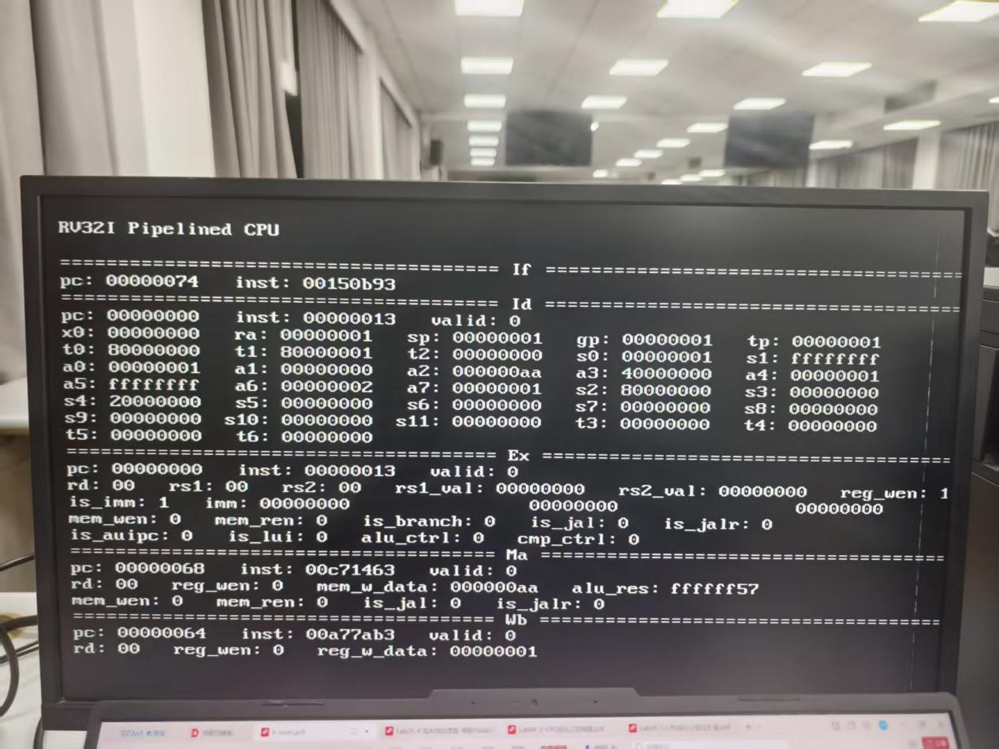 RV32I Pipelined CPU
=================================== If ===================================
pc: 00000074 inst: 00150b93
=================================== Id ===================================
pc: 00000000 inst: 00000013 valid: 0
x0: 00000000 ra: 00000001 sp: 00000001 gp: 00000001 tp: 00000001
t0: 80000000 t1: 80000001 t2: 00000000 s0: 00000001 s1: ffffffff
a0: 00000001 a1: 00000000 a2: 000000aa a3: 40000000 a4: 00000001
a5: ffffffff a6: 00000002 a7: 00000001 s2: 80000000 s3: 00000000
s4: 20000000 s5: 00000000 s6: 00000000 s7: 00000000 s8: 00000000
s9: 00000000 s10: 00000000 s11: 00000000 t3: 00000000 t4: 00000000
t5: 00000000 t6: 00000000
=================================== Ex ===================================
pc: 00000000 inst: 00000013 valid: 0
rd: 00 rs1: 00 rs2: 00 rs1_val: 00000000 rs2_val: 00000000 reg_wen: 1
is_imm: 1 imm: 00000000 00000000 00000000
mem_wen: 0 mem_ren: 0 is_branch: 0 is_jal: 0 is_jalr: 0
is_auipc: 0 is_lui: 0 alu_ctrl: 0 cmp_ctrl: 0
=================================== Ma ===================================
pc: 00000068 inst: 00c71463 valid: 0
rd: 00 reg_wen: 0 mem_w_data: 000000aa alu_res: ffffff57
mem_wen: 0 mem_ren: 0 is_jal: 0 is_jalr: 0
=================================== Wb ===================================
pc: 00000064 inst: 00a77ab3 valid: 0
rd: 00 reg_wen: 0 reg_w_data: 00000001